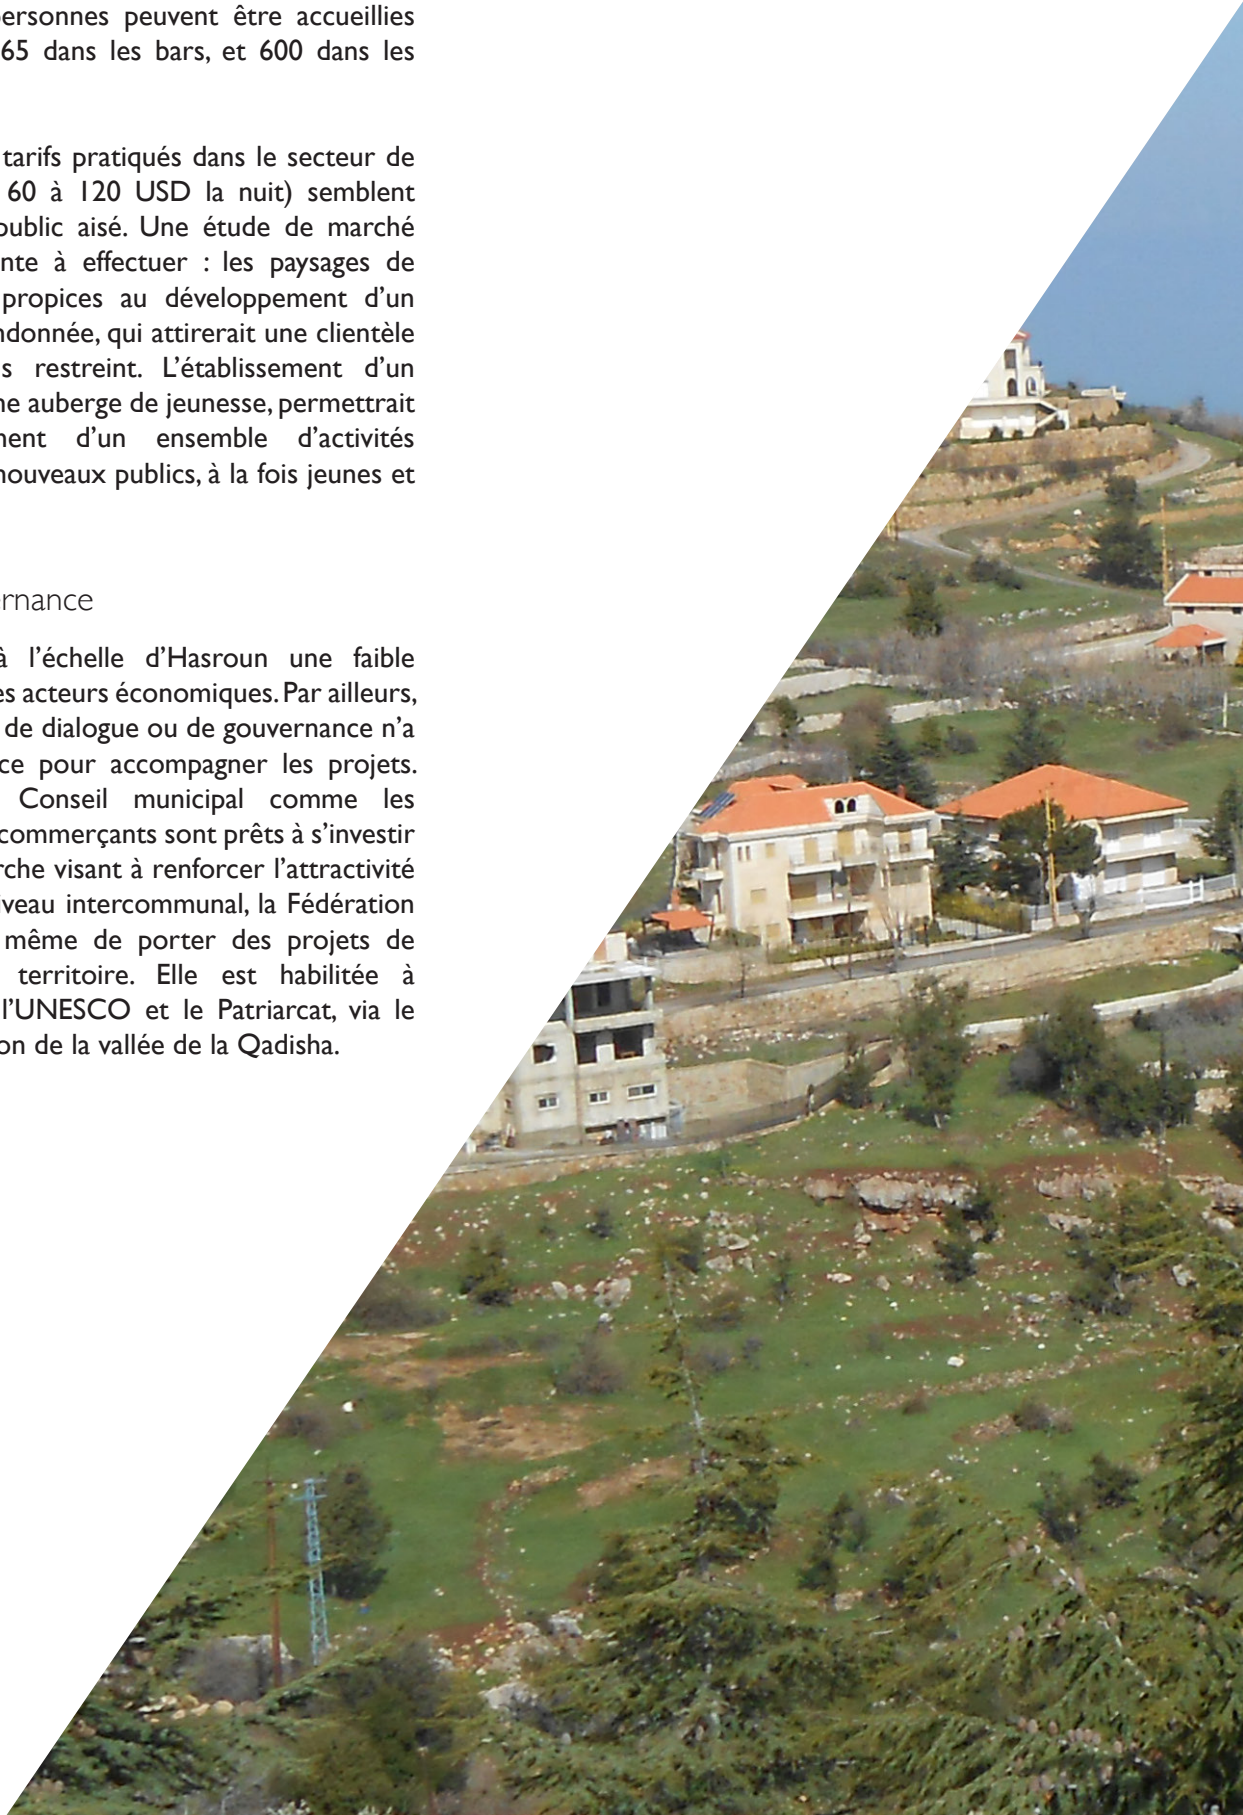 personnes peuvent être accueillies
65 dans les bars, et 600 dans les
tarifs pratiqués dans le secteur de
60 à 120 USD la nuit) semblent
public aisé. Une étude de marché
nte à effectuer : les paysages de
propices au développement d’un
ndonnée, qui attirerait une clientèle
s restreint. L’établissement d’un
ne auberge de jeunesse, permettrait
ment d’un ensemble d’activités
nouveaux publics, à la fois jeunes et
ernance
à l’échelle d’Hasroun une faible
es acteurs économiques. Par ailleurs,
de dialogue ou de gouvernance n’a
ce pour accompagner les projets.
Conseil municipal comme les
commerçants sont prêts à s’investir
rche visant à renforcer l’attractivité
iveau intercommunal, la Fédération
même de porter des projets de
territoire. Elle est habilitée à
l’UNESCO et le Patriarcat, via le
on de la vallée de la Qadisha.